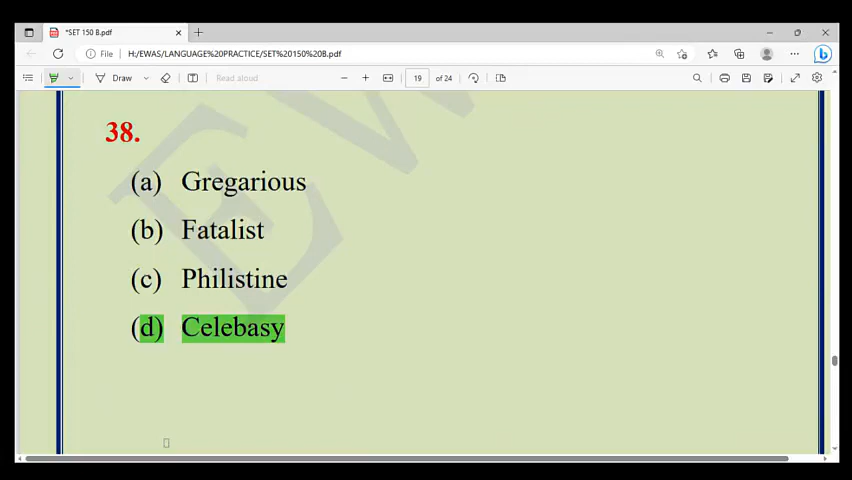 *SET 150 B.pdf
File
H:/EWAS/LANGUAGE%20PRACTICE/SET%20150%20B.pdf
Draw
Read aloud
19 of 24
38.
(a) Gregarious
(b) Fatalist
(c) Philistine
(d) Celebasy